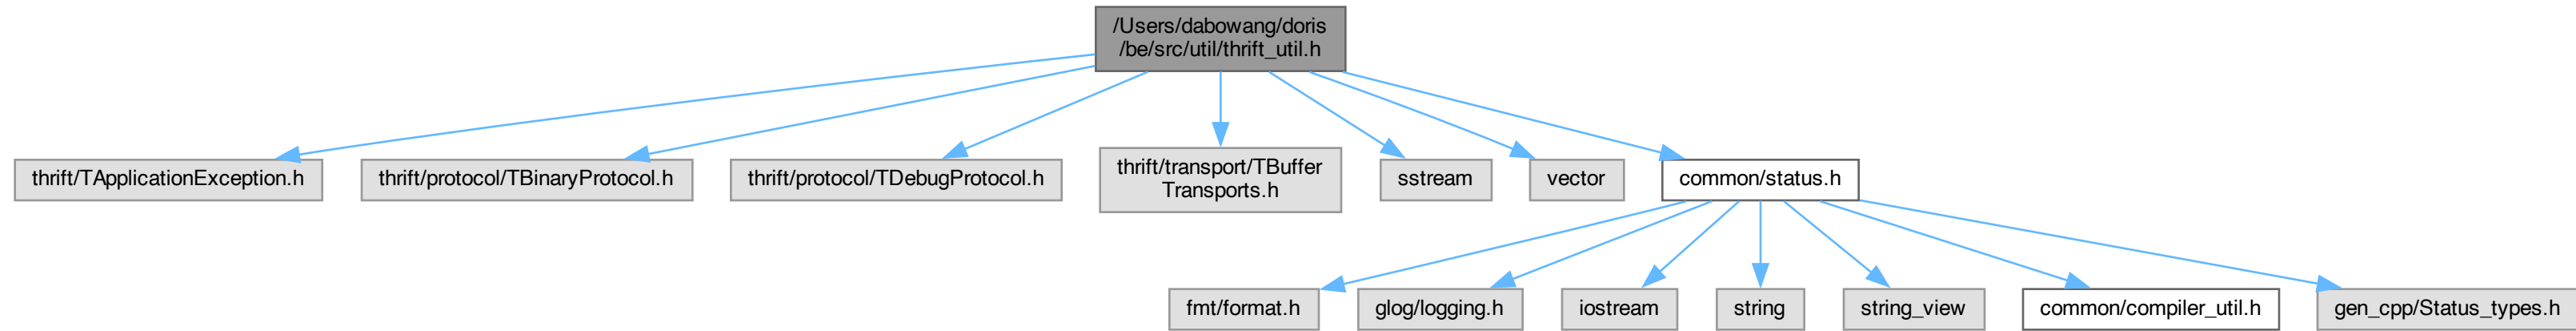 /Users/dabowang/doris
/be/src/util/thrift_util.h
thrift/TApplicationException.h
thrift/protocol/TBinaryProtocol.h
thrift/protocol/TDebugProtocol.h
thrift/transport/TBuffer
Transports.h
sstream
vector
common/status.h
fmt/format.h
glog/logging.h
iostream
string
string_view
common/compiler_util.h
gen_cpp/Status_types.h